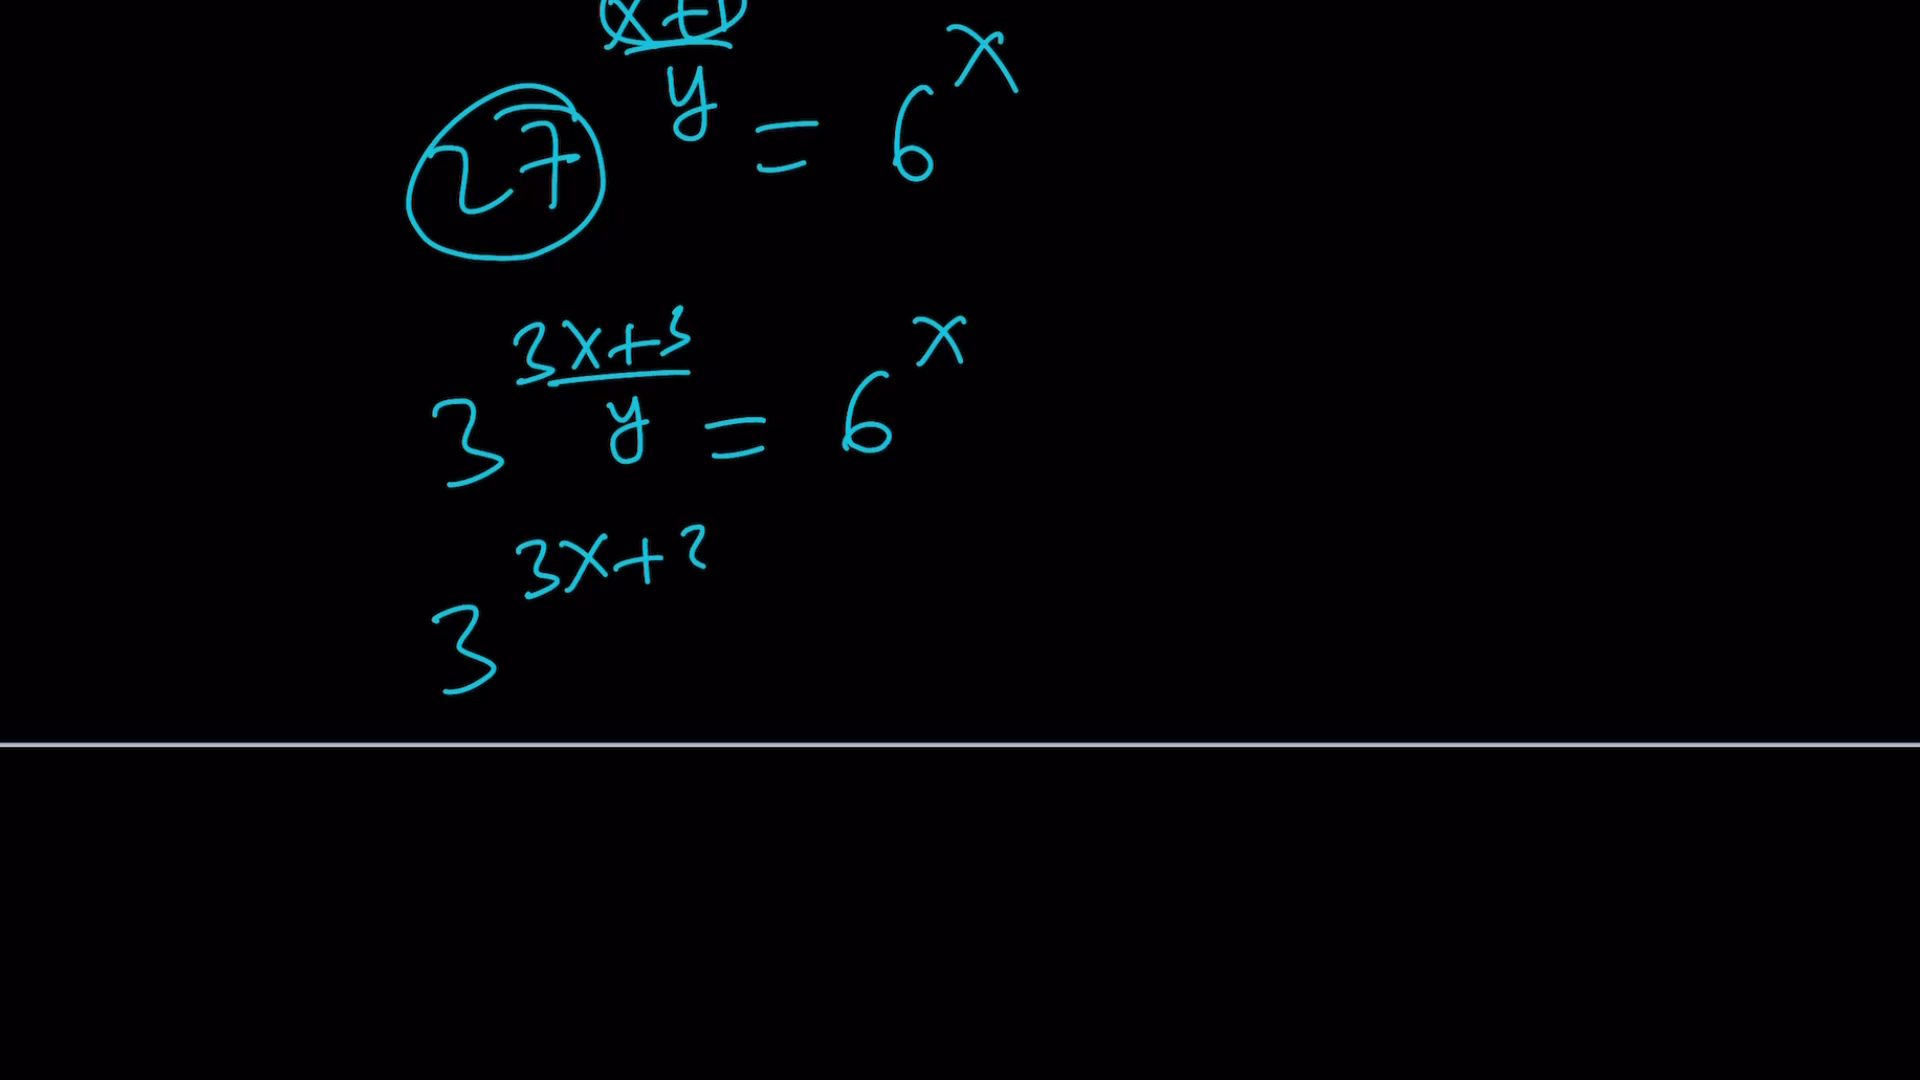 27^((x+1)/y) = 6^x
3^((3x+3)/y) = 6^x
3^(3x+?